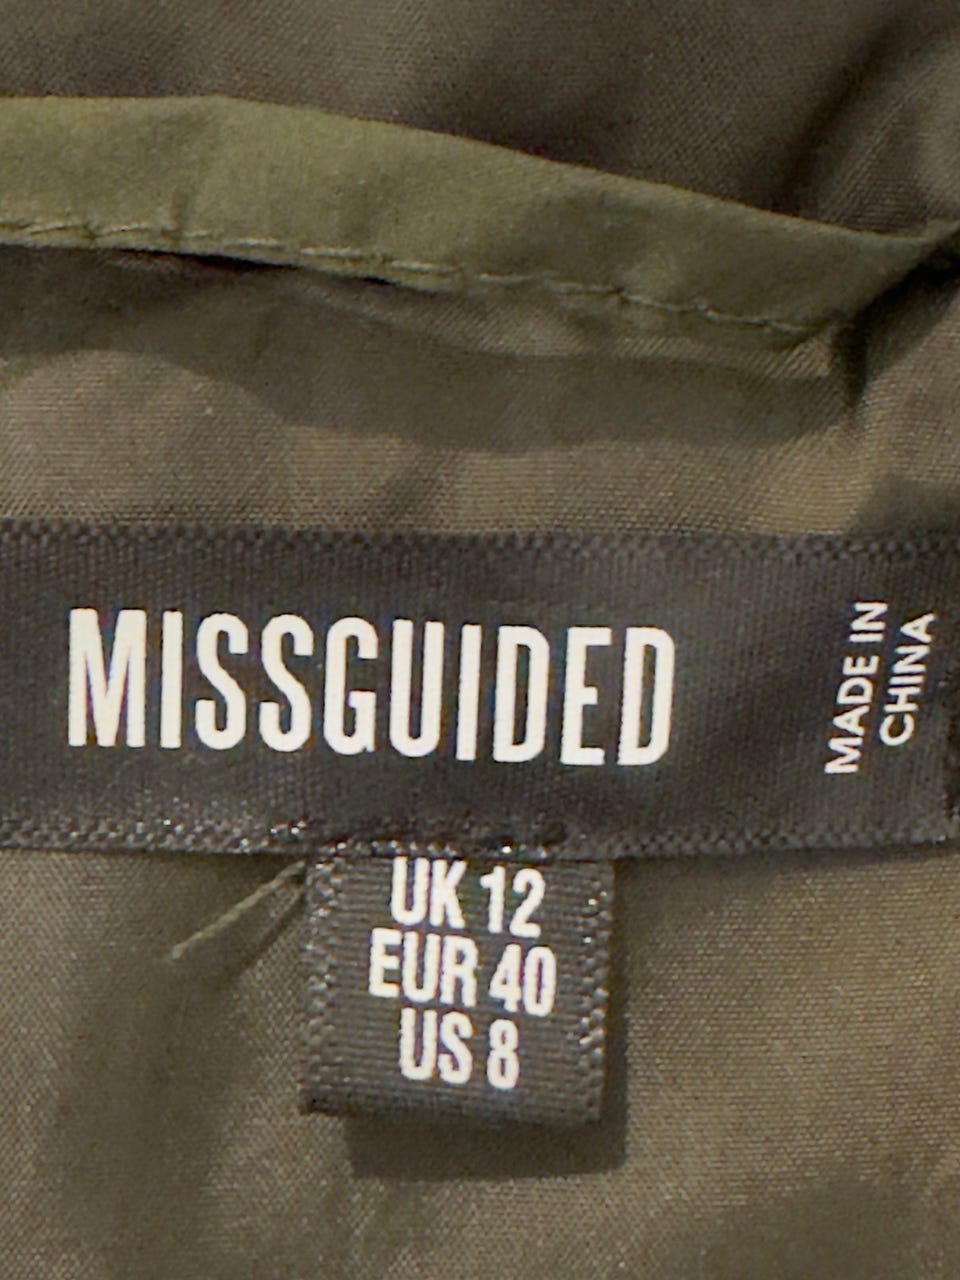 MISSGUIDED
MADE IN
CHINA
UK 12
EUR 40
US 8